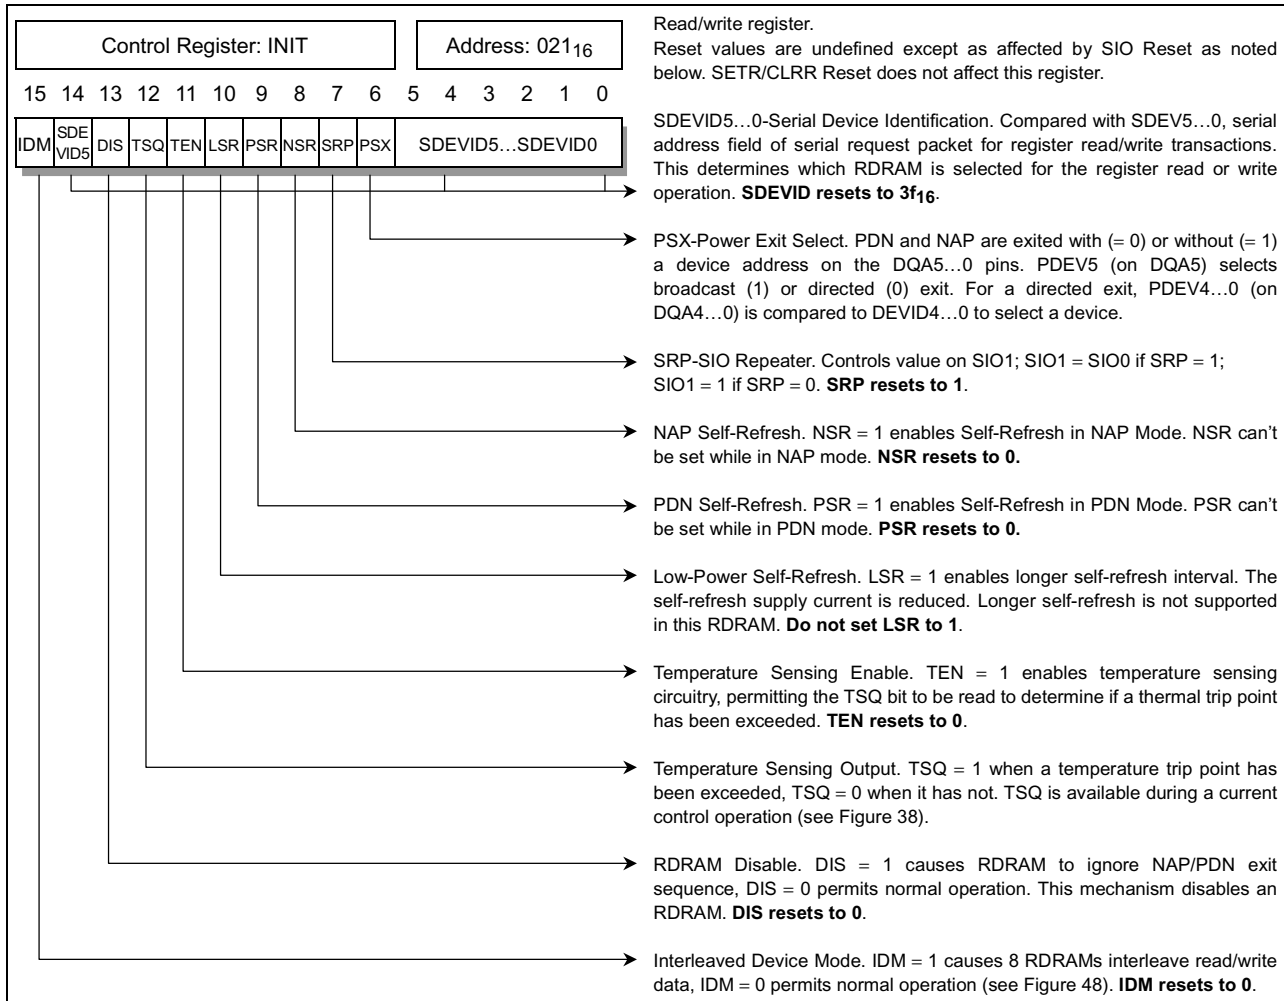 Control Register: INIT
Address: 021₁₆
15 14 13 12 11 10 9 8 7 6 5 4 3 2 1 0
IDM SDE VID5 DIS TSQ TEN LSR PSR NSR SRP PSX SDEVID5…SDEVID0
Read/write register.
Reset values are undefined except as affected by SIO Reset as noted
below. SETR/CLRR Reset does not affect this register.
SDEVID5…0-Serial Device Identification. Compared with SDEV5…0, serial
address field of serial request packet for register read/write transactions.
This determines which RDRAM is selected for the register read or write
operation. SDEVID resets to 3f₁₆.
PSX-Power Exit Select. PDN and NAP are exited with (= 0) or without (= 1)
a device address on the DQA5…0 pins. PDEV5 (on DQA5) selects
broadcast (1) or directed (0) exit. For a directed exit, PDEV4…0 (on
DQA4…0) is compared to DEVID4…0 to select a device.
SRP-SIO Repeater. Controls value on SIO1; SIO1 = SIO0 if SRP = 1;
SIO1 = 1 if SRP = 0. SRP resets to 1.
NAP Self-Refresh. NSR = 1 enables Self-Refresh in NAP Mode. NSR can't
be set while in NAP mode. NSR resets to 0.
PDN Self-Refresh. PSR = 1 enables Self-Refresh in PDN Mode. PSR can't
be set while in PDN mode. PSR resets to 0.
Low-Power Self-Refresh. LSR = 1 enables longer self-refresh interval. The
self-refresh supply current is reduced. Longer self-refresh is not supported
in this RDRAM. Do not set LSR to 1.
Temperature Sensing Enable. TEN = 1 enables temperature sensing
circuitry, permitting the TSQ bit to be read to determine if a thermal trip point
has been exceeded. TEN resets to 0.
Temperature Sensing Output. TSQ = 1 when a temperature trip point has
been exceeded, TSQ = 0 when it has not. TSQ is available during a current
control operation (see Figure 38).
RDRAM Disable. DIS = 1 causes RDRAM to ignore NAP/PDN exit
sequence, DIS = 0 permits normal operation. This mechanism disables an
RDRAM. DIS resets to 0.
Interleaved Device Mode. IDM = 1 causes 8 RDRAMs interleave read/write
data, IDM = 0 permits normal operation (see Figure 48). IDM resets to 0.